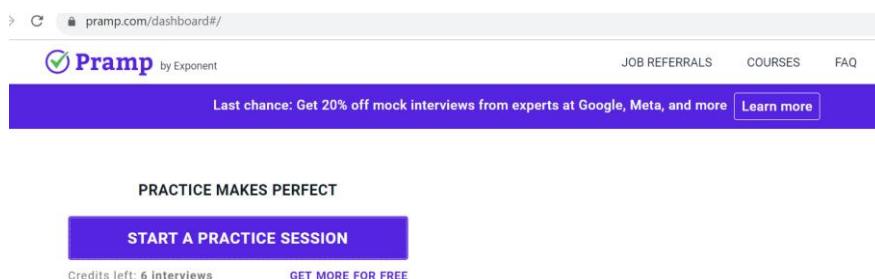 pramp.com/dashboard#/
Pramp by Exponent JOB REFERRALS COURSES FAQ
Last chance: Get 20% off mock interviews from experts at Google, Meta, and more Learn more
PRACTICE MAKES PERFECT
START A PRACTICE SESSION
Credits left: 6 interviews GET MORE FOR FREE